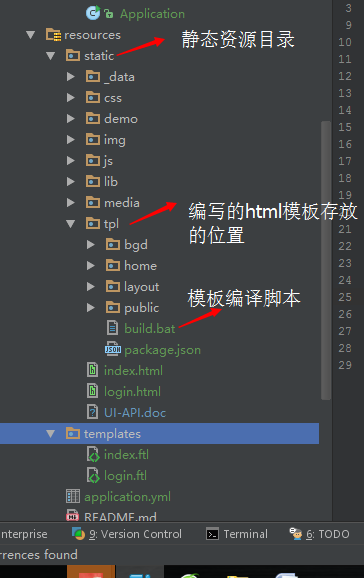 Application
3
resources
静态资源目录
8
static
9
10
_data
11
css
12
demo
13
img
14
js
15
lib
16
17
media
18
19
tpl
编写的html模板存放的位置
20
bgd
21
home
22
layout
23
模板编译脚本
24
public
25
build.bat
26
package.json
27
index.html
28
login.html
29
UI-API.doc
templates
index.ftl
login.ftl
application.yml
README.md
nterprise
9: Version Control
Terminal
6: TODO
rrences found